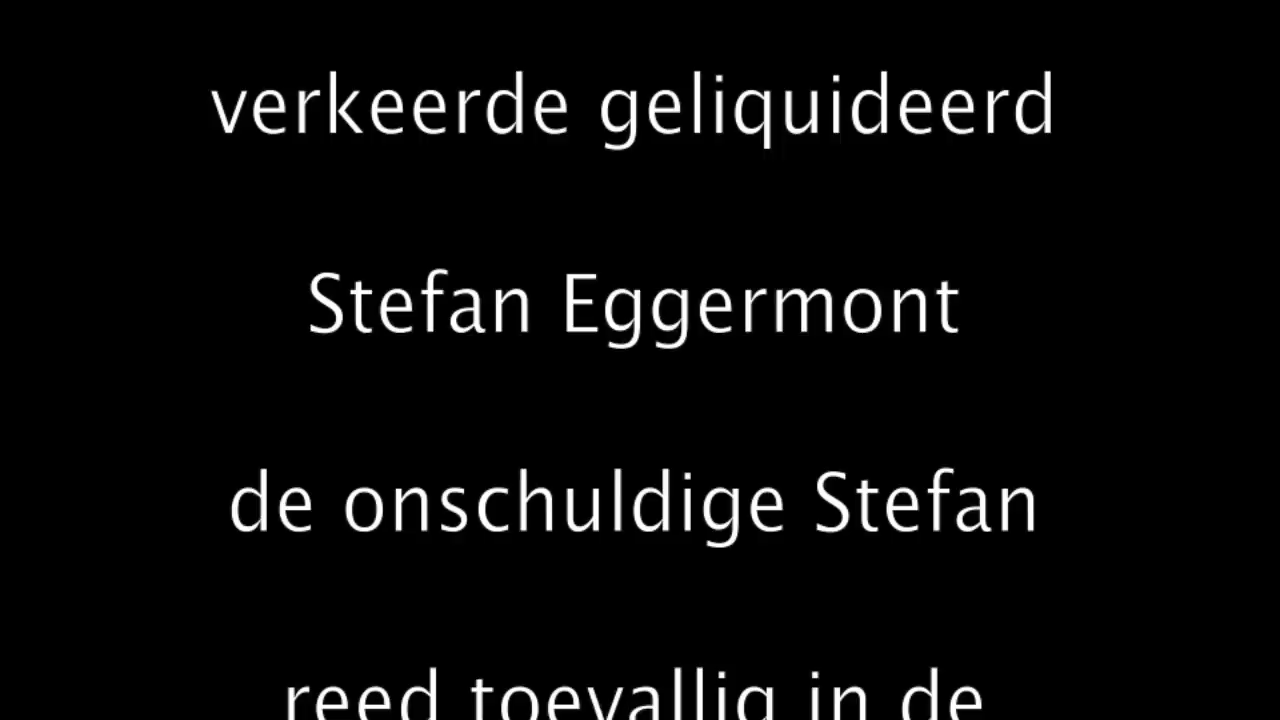 verkeerde geliquideerd
Stefan Eggermont
de onschuldige Stefan
reed toevallig in de